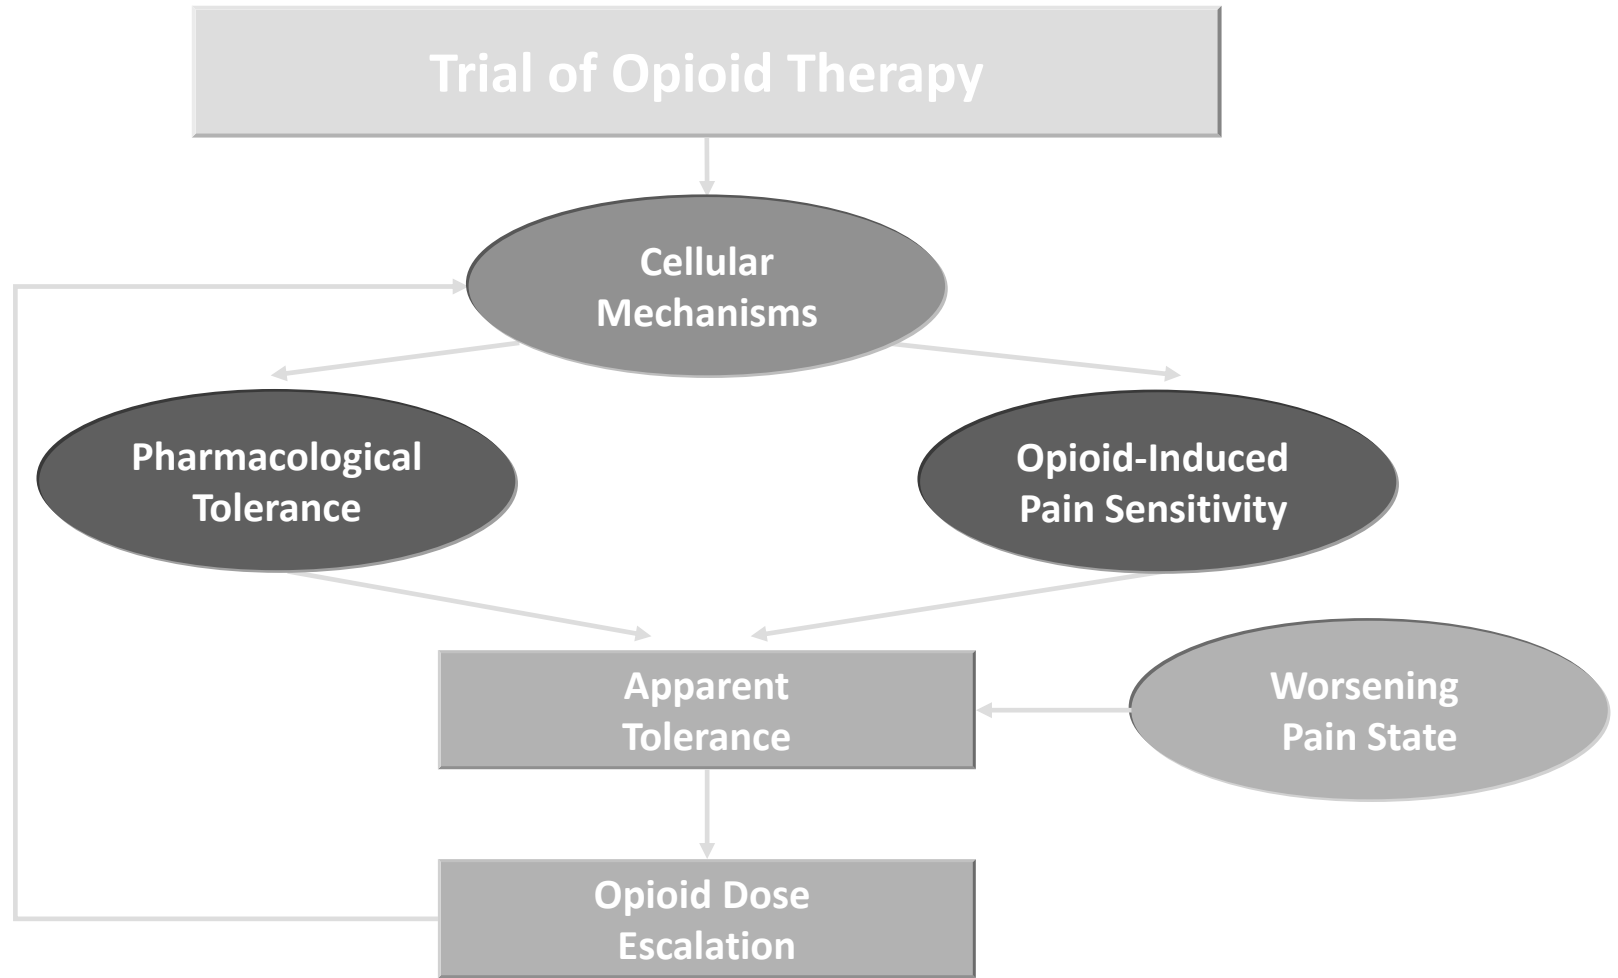 Trial of Opioid Therapy
Cellular
Mechanisms
Pharmacological
Tolerance
Opioid-Induced
Pain Sensitivity
Apparent
Tolerance
Worsening
Pain State
Opioid Dose
Escalation